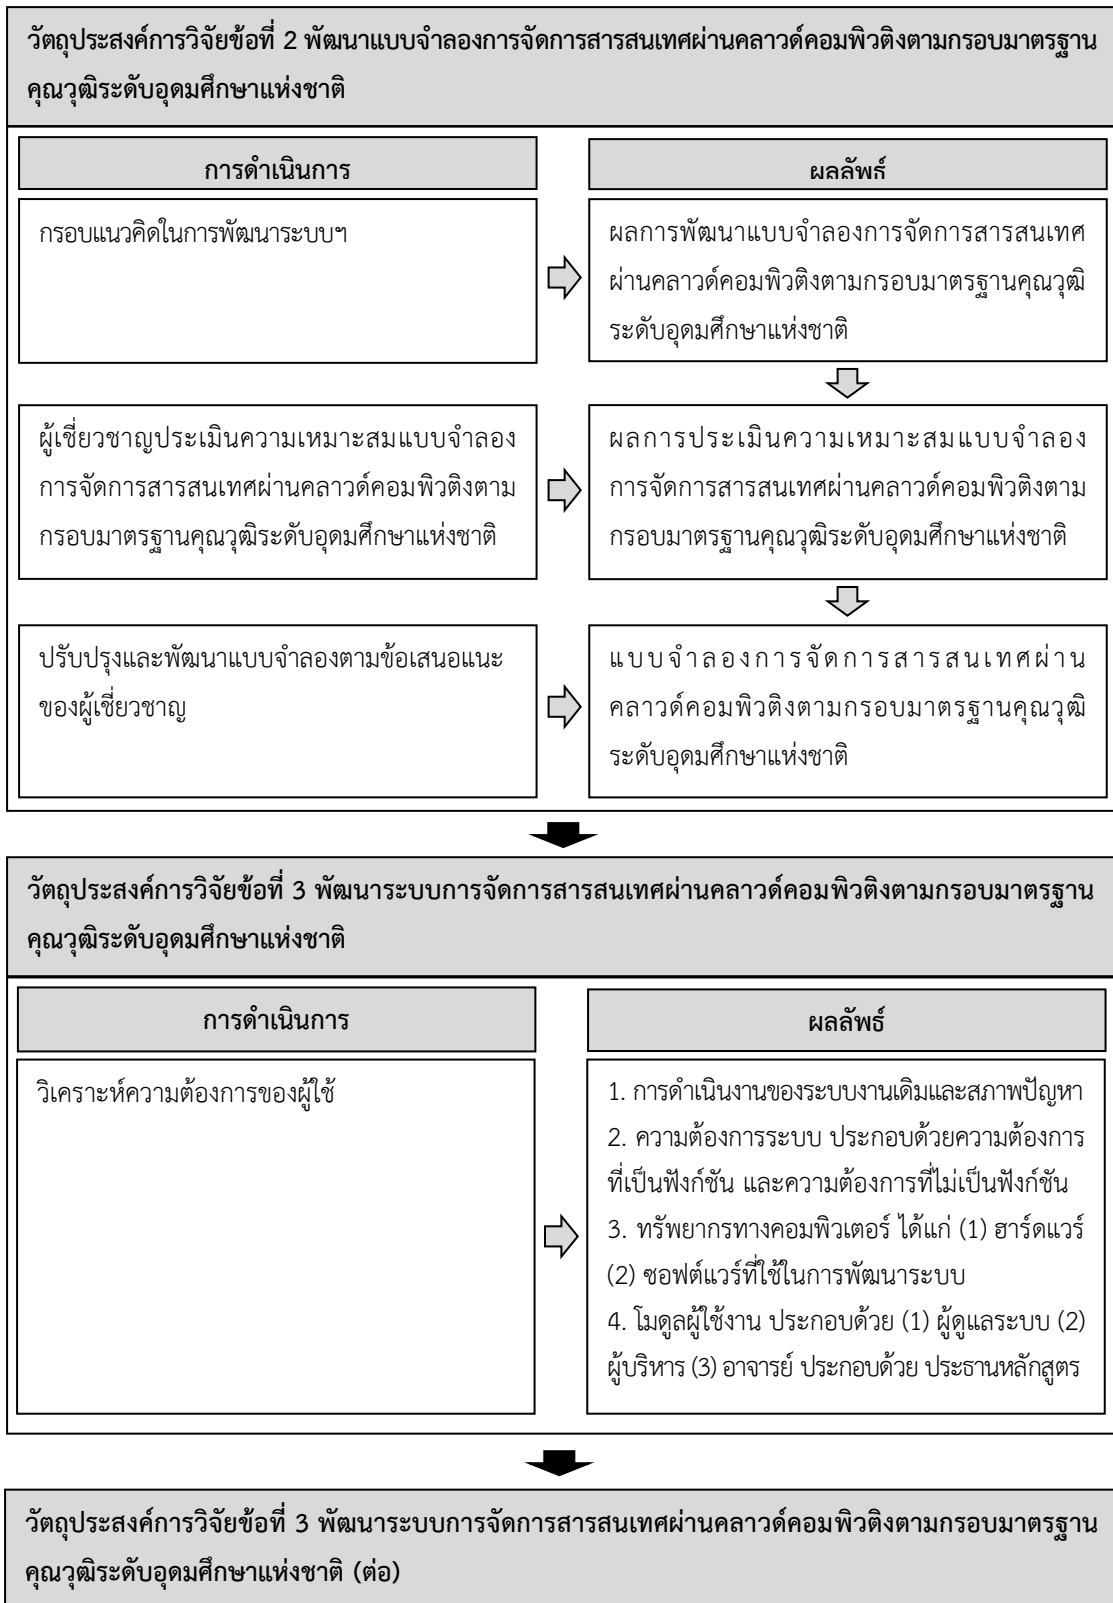 วัตถุประสงค์การวิจัยข้อที่ 2 พัฒนาแบบจำลองการจัดการสารสนเทศผ่านคลาวด์คอมพิวติงตามกรอบมาตรฐาน
คุณวุฒิระดับอุดมศึกษาแห่งชาติ
การดำเนินการ
ผลลัพธ์
กรอบแนวคิดในการพัฒนาระบบฯ
ผลการพัฒนาแบบจำลองการจัดการสารสนเทศ
ผ่านคลาวด์คอมพิวติงตามกรอบมาตรฐานคุณวุฒิ
ระดับอุดมศึกษาแห่งชาติ
ผู้เชี่ยวชาญประเมินความเหมาะสมแบบจำลอง
การจัดการสารสนเทศผ่านคลาวด์คอมพิวติงตาม
กรอบมาตรฐานคุณวุฒิระดับอุดมศึกษาแห่งชาติ
ผลการประเมินความเหมาะสมแบบจำลอง
การจัดการสารสนเทศผ่านคลาวด์คอมพิวติงตาม
กรอบมาตรฐานคุณวุฒิระดับอุดมศึกษาแห่งชาติ
ปรับปรุงและพัฒนาแบบจำลองตามข้อเสนอแนะ
ของผู้เชี่ยวชาญ
แบบจำลองการจัดการสารสนเทศผ่าน
คลาวด์คอมพิวติงตามกรอบมาตรฐานคุณวุฒิ
ระดับอุดมศึกษาแห่งชาติ
วัตถุประสงค์การวิจัยข้อที่ 3 พัฒนาระบบการจัดการสารสนเทศผ่านคลาวด์คอมพิวติงตามกรอบมาตรฐาน
คุณวุฒิระดับอุดมศึกษาแห่งชาติ
การดำเนินการ
ผลลัพธ์
วิเคราะห์ความต้องการของผู้ใช้
1. การดำเนินงานของระบบงานเดิมและสภาพปัญหา
2. ความต้องการระบบ ประกอบด้วยความต้องการ
ที่เป็นฟังก์ชัน และความต้องการที่ไม่เป็นฟังก์ชัน
3. ทรัพยากรทางคอมพิวเตอร์ ได้แก่ (1) ฮาร์ดแวร์
(2) ซอฟต์แวร์ที่ใช้ในการพัฒนาระบบ
4. โมดูลผู้ใช้งาน ประกอบด้วย (1) ผู้ดูแลระบบ (2)
ผู้บริหาร (3) อาจารย์ ประกอบด้วย ประธานหลักสูตร
วัตถุประสงค์การวิจัยข้อที่ 3 พัฒนาระบบการจัดการสารสนเทศผ่านคลาวด์คอมพิวติงตามกรอบมาตรฐาน
คุณวุฒิระดับอุดมศึกษาแห่งชาติ (ต่อ)